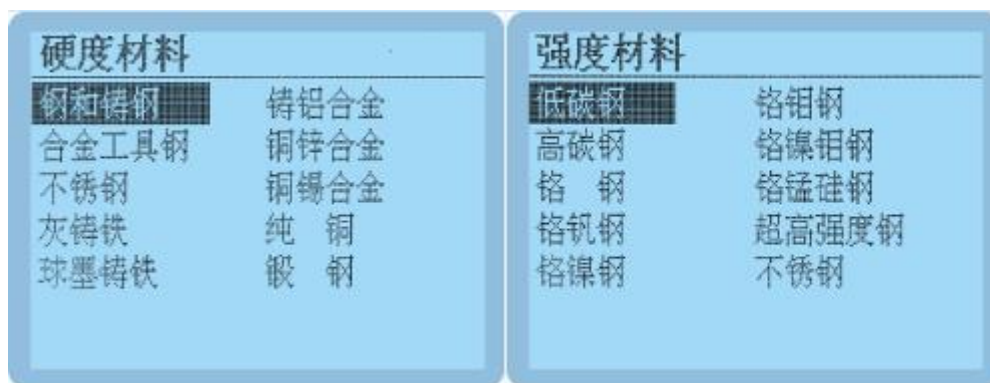 硬度材料
钢和铸钢 铸铝合金
合金工具钢 铜锌合金
不锈钢 铜锡合金
灰铸铁 纯 铜
球墨铸铁 锻 钢
强度材料
低碳钢 铬钼钢
高碳钢 铬镍钼钢
铬 钢 铬锰硅钢
铬钒钢 超高强度钢
铬镍钢 不锈钢